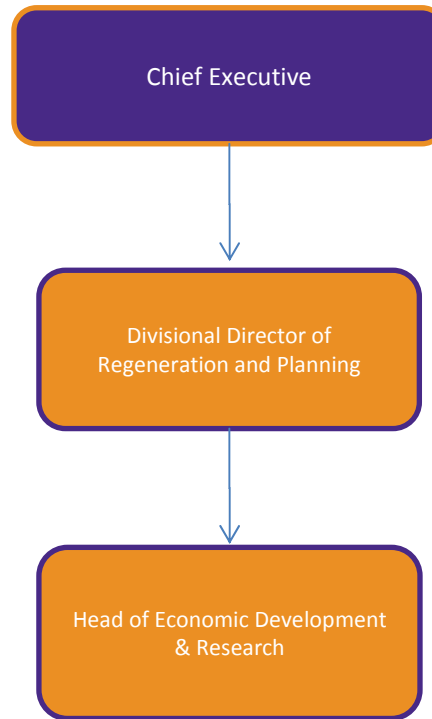 Chief Executive
Divisional Director of
Regeneration and Planning
Head of Economic Development
& Research